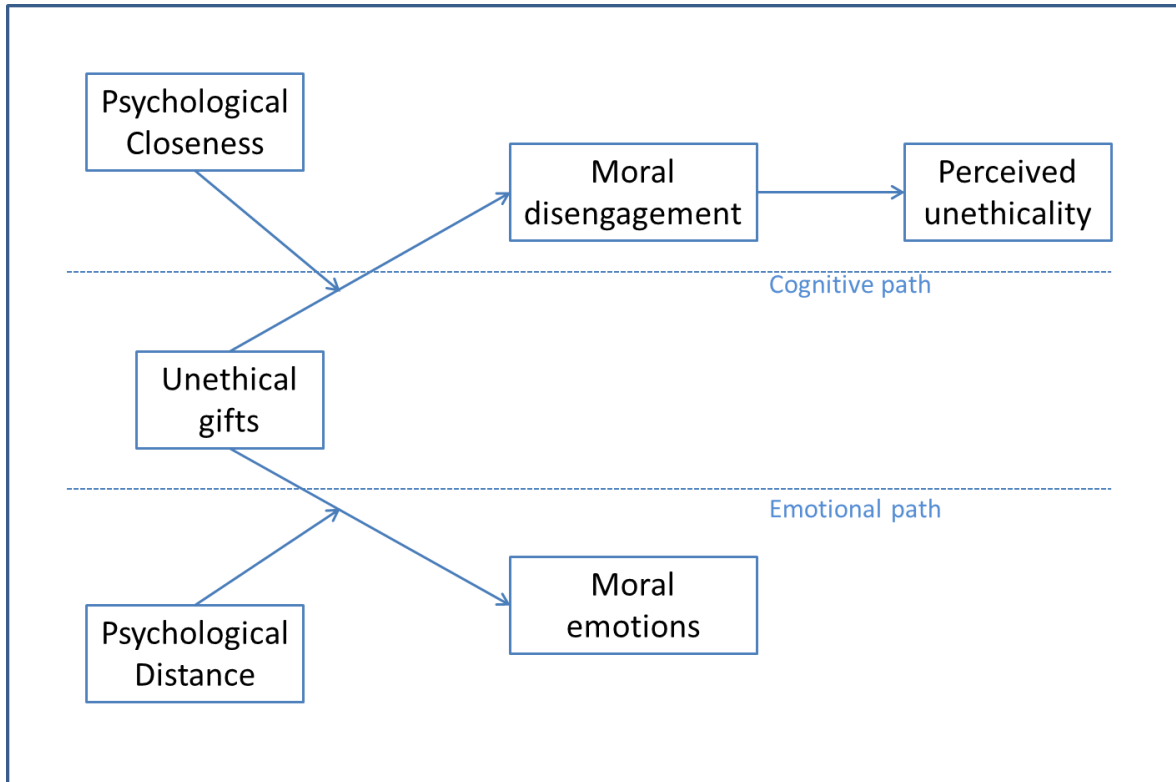 Psychological
Closeness
Moral
disengagement
Perceived
unethicality
Cognitive path
Unethical
gifts
Emotional path
Moral
emotions
Psychological
Distance